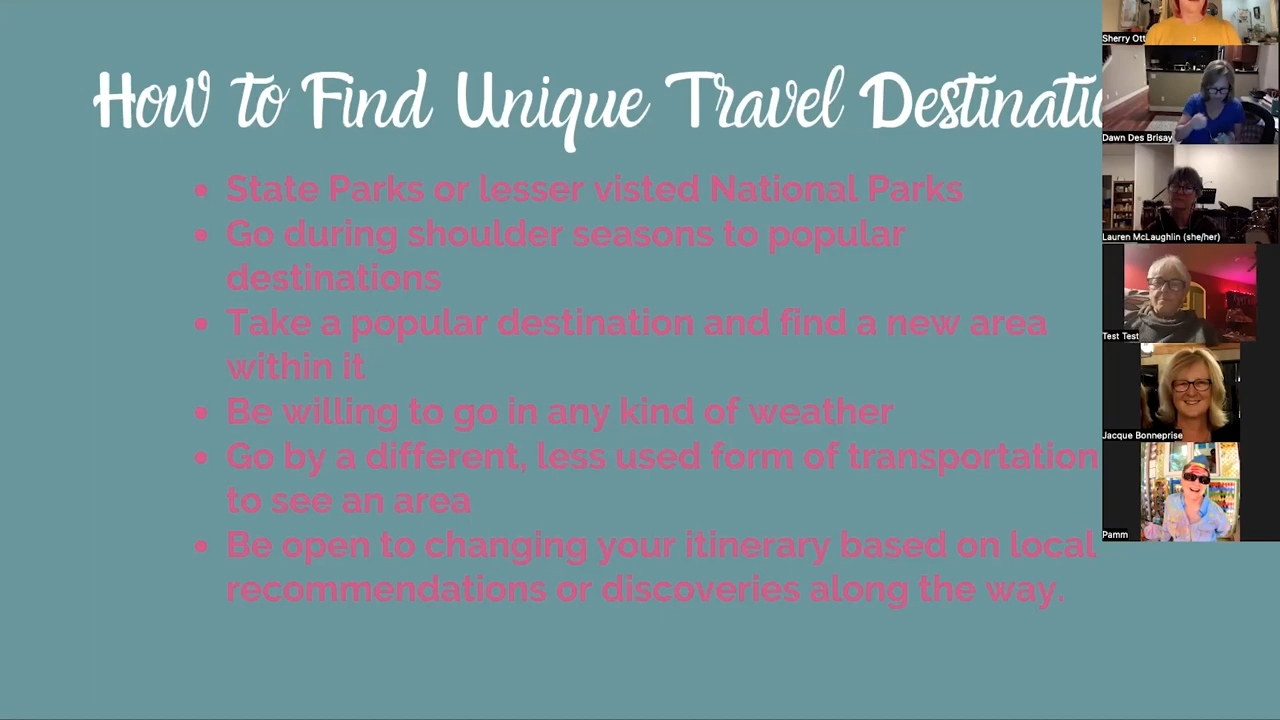 How to Find Unique Travel Destinatio
• State Parks or lesser visted National Parks
• Go during shoulder seasons to popular
destinations
• Take a popular destination and find a new area
within it
• Be willing to go in any kind of weather
• Go by a different, less used form of transportation
to see an area
• Be open to changing your itinerary based on local
recommendations or discoveries along the way.
Sherry Ott
Dawn Des Brisay
Lauren McLaughlin (she/her)
Test Test
Jacque Bonneprise
Pamm